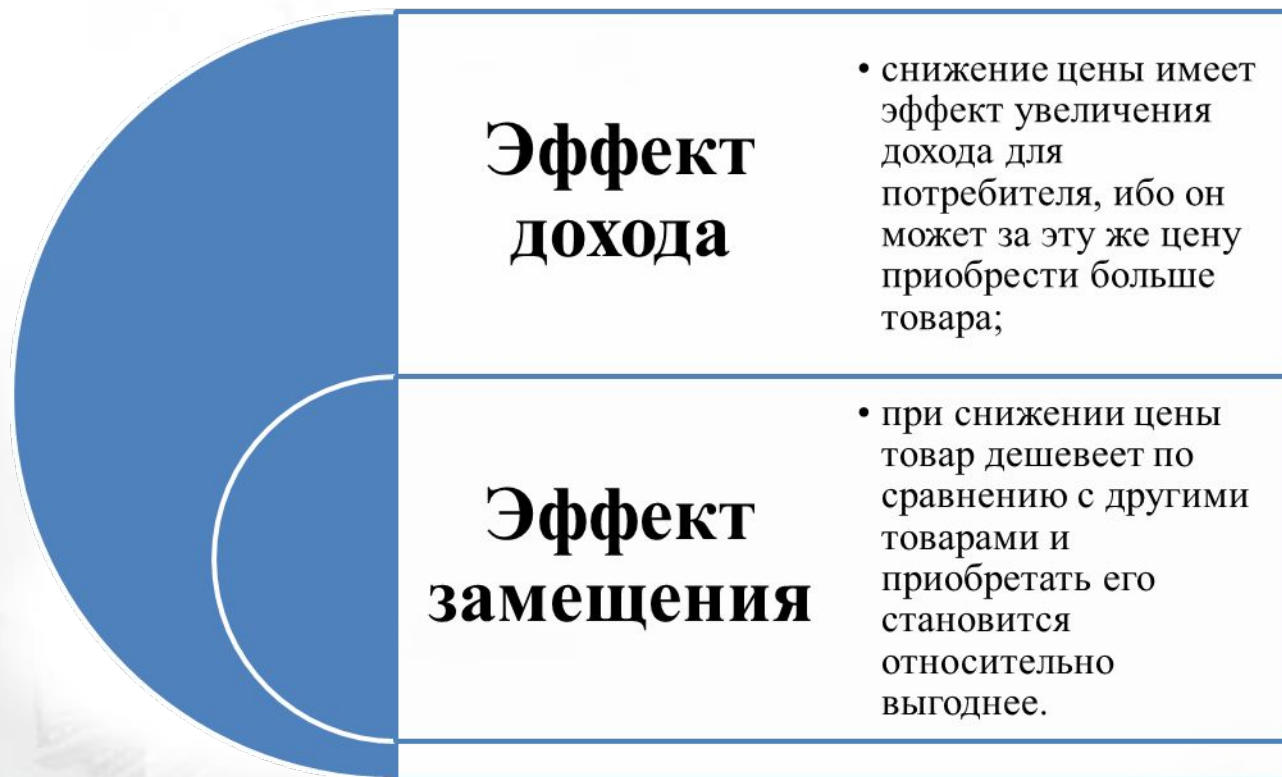 Эффект
дохода
• снижение цены имеет
эффект увеличения
дохода для
потребителя, ибо он
может за эту же цену
приобрести больше
товара;
Эффект
замещения
• при снижении цены
товар дешевеет по
сравнению с другими
товарами и
приобретать его
становится
относительно
выгоднее.